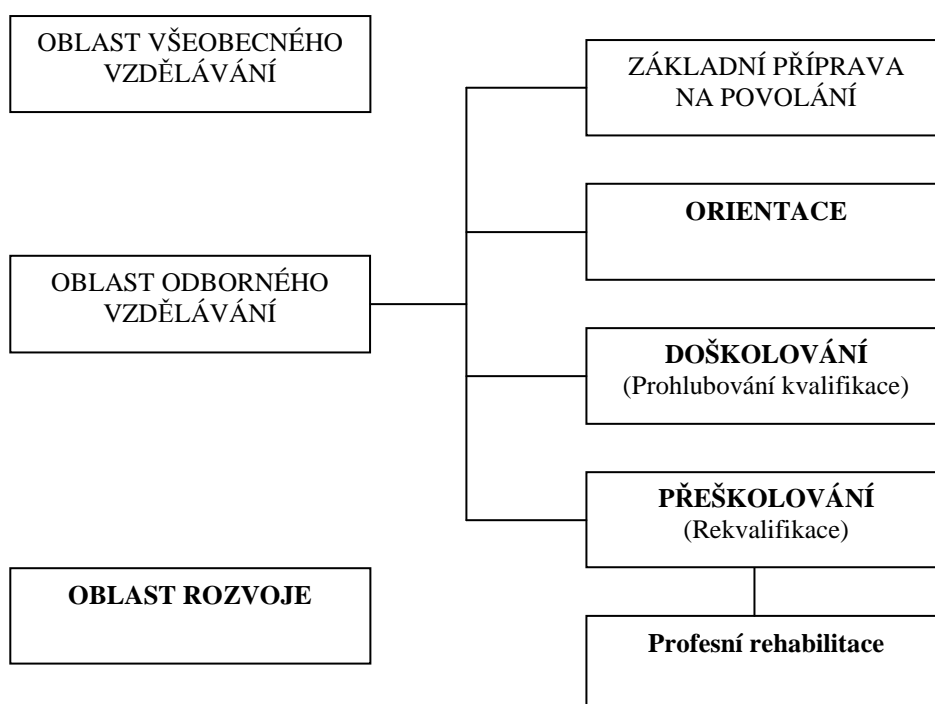 OBLAST VŠEOBECNÉHO
VZDĚLÁVÁNÍ
ZÁKLADNÍ PŘÍPRAVA
NA POVOLÁNÍ
ORIENTACE
OBLAST ODBORNÉHO
VZDĚLÁVÁNÍ
DOŠKOLOVÁNÍ
(Prohlubování kvalifikace)
PŘEŠKOLOVÁNÍ
(Rekvalifikace)
OBLAST ROZVOJE
Profesní rehabilitace